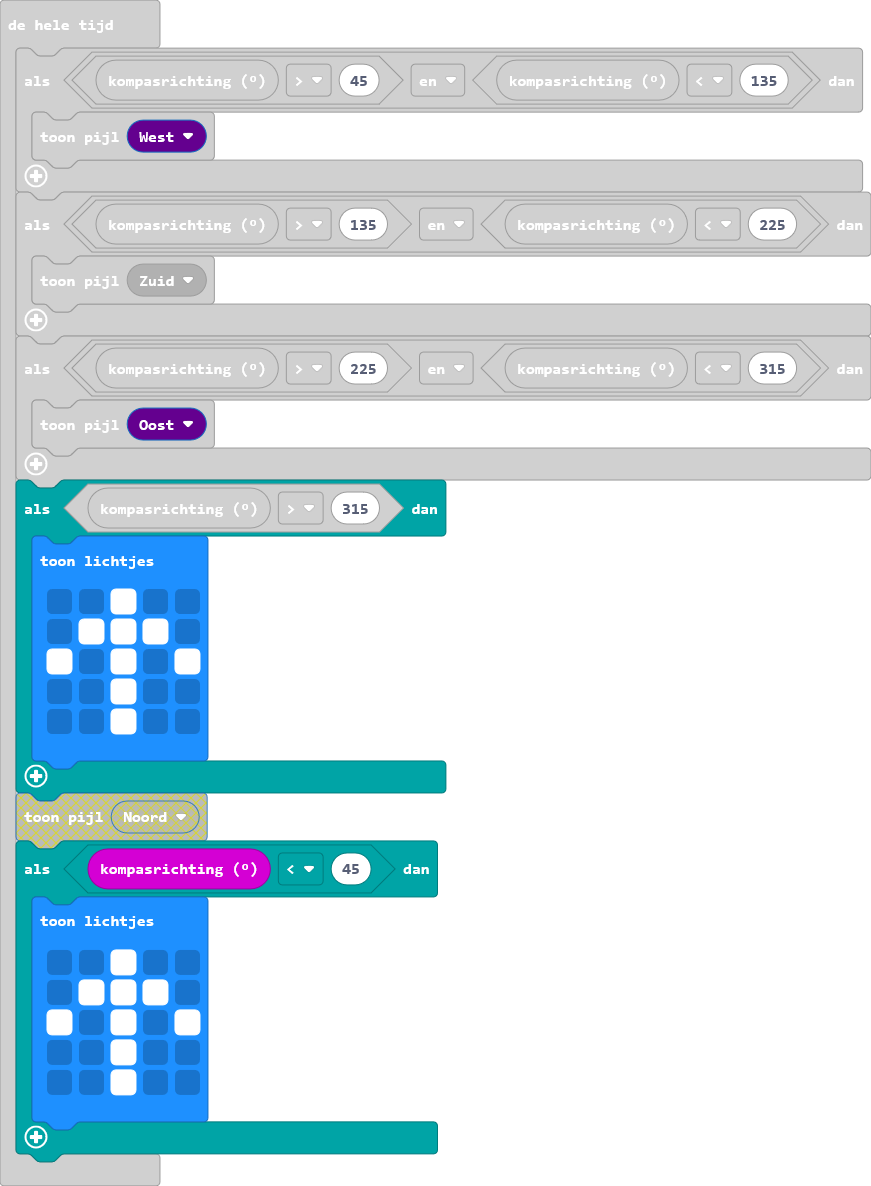 de hele tijd
als kompasrichting (º) > 45 en kompasrichting (º) < 135 dan
toon pijl West
als kompasrichting (º) > 135 en kompasrichting (º) < 225 dan
toon pijl Zuid
als kompasrichting (º) > 225 en kompasrichting (º) < 315 dan
toon pijl Oost
als kompasrichting (º) > 315 dan
toon lichtjes
toon pijl Noord
als kompasrichting (º) < 45 dan
toon lichtjes